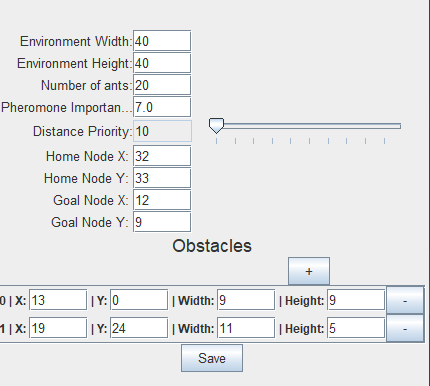 Environment Width: 40
Environment Height: 40
Number of ants: 20
Pheromone Importan... 7.0
Distance Priority: 10
Home Node X: 32
Home Node Y: 33
Goal Node X: 12
Goal Node Y: 9
Obstacles
+
0 | X: 13 | Y: 0 | Width: 9 | Height: 9 -
1 | X: 19 | Y: 24 | Width: 11 | Height: 5 -
Save